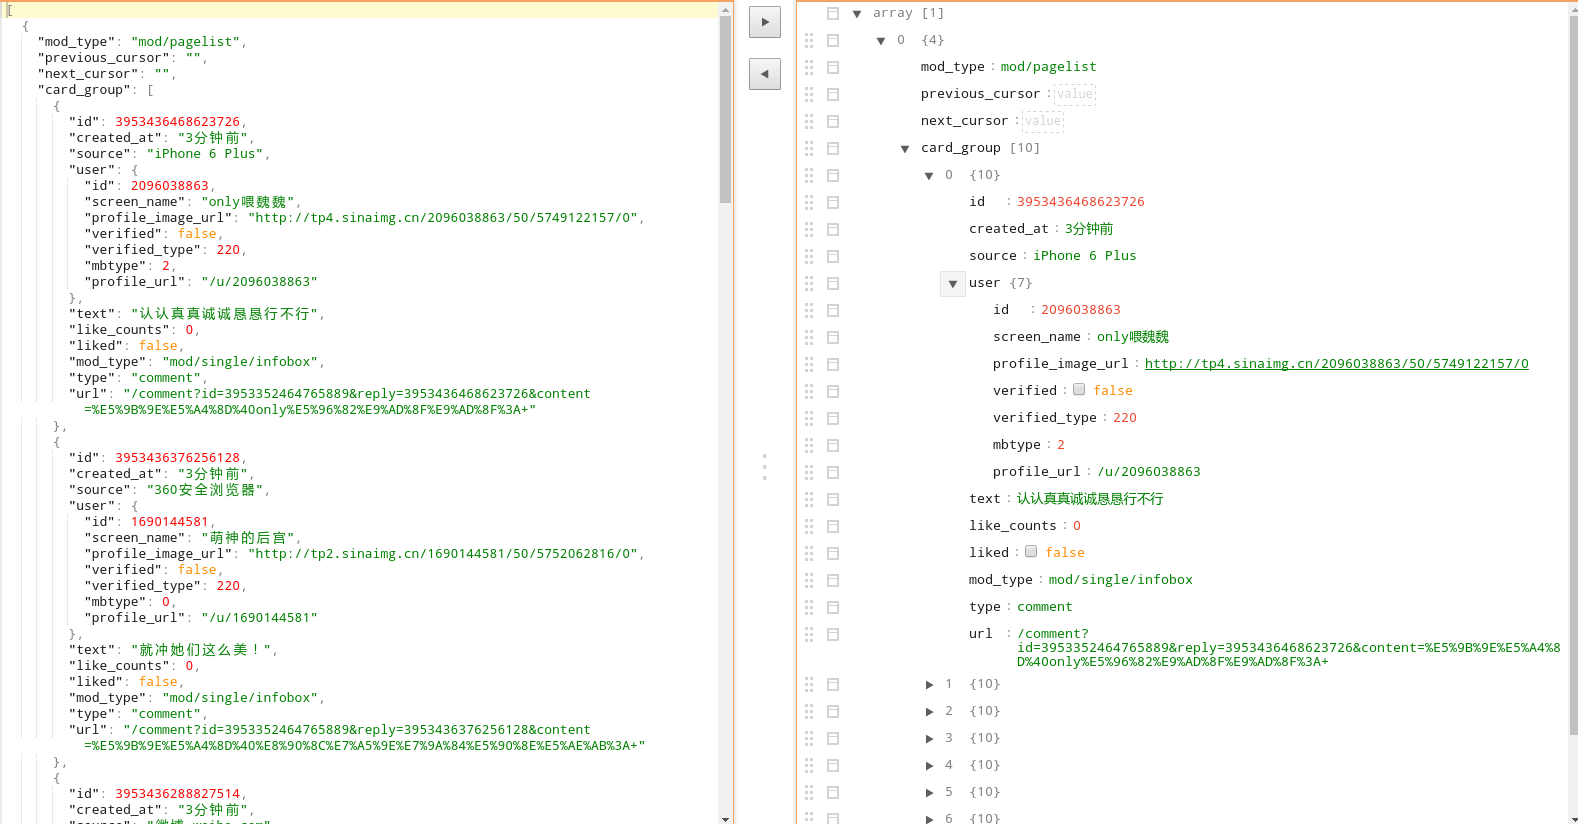 [
{
"mod_type": "mod/pagelist",
"previous_cursor": "",
"next_cursor": "",
"card_group": [
{
"id": 3953436468623726,
"created_at": "3分钟前",
"source": "iPhone 6 Plus",
"user": {
"id": 2096038863,
"screen_name": "only喂魏魏",
"profile_image_url": "http://tp4.sinaimg.cn/2096038863/50/5749122157/0",
"verified": false,
"verified_type": 220,
"mbtype": 2,
"profile_url": "/u/2096038863"
},
"text": "认认真真诚诚恳恳行不行",
"like_counts": 0,
"liked": false,
"mod_type": "mod/single/infobox",
"type": "comment",
"url": "/comment?id=3953352464765889&reply=3953436468623726&content
=%E5%9B%9E%E5%A4%8D%40only%E5%96%82%E9%AD%8F%E9%AD%8F%3A+"
},
{
"id": 3953436376256128,
"created_at": "3分钟前",
"source": "360安全浏览器",
"user": {
"id": 1690144581,
"screen_name": "萌神的后宫",
"profile_image_url": "http://tp2.sinaimg.cn/1690144581/50/5752062816/0",
"verified": false,
"verified_type": 220,
"mbtype": 0,
"profile_url": "/u/1690144581"
},
"text": "就冲她们这么美！",
"like_counts": 0,
"liked": false,
"mod_type": "mod/single/infobox",
"type": "comment",
"url": "/comment?id=3953352464765889&reply=3953436376256128&content
=%E5%9B%9E%E5%A4%8D%40%E8%90%8C%E7%A5%9E%E7%9A%84%E5%90%8E%E5%AE%AB%3A+"
},
{
"id": 3953436288827514,
"created_at": "3分钟前",
array [1]
0 {4}
mod_type : mod/pagelist
previous_cursor : value
next_cursor : value
card_group [10]
0 {10}
id : 3953436468623726
created_at : 3分钟前
source : iPhone 6 Plus
user {7}
id : 2096038863
screen_name : only喂魏魏
profile_image_url : http://tp4.sinaimg.cn/2096038863/50/5749122157/0
verified : false
verified_type : 220
mbtype : 2
profile_url : /u/2096038863
text : 认认真真诚诚恳恳行不行
like_counts : 0
liked : false
mod_type : mod/single/infobox
type : comment
url : /comment?
id=3953352464765889&reply=3953436468623726&content=%E5%9B%9E%E5%A4%8
D%40only%E5%96%82%E9%AD%8F%E9%AD%8F%3A+
1 {10}
2 {10}
3 {10}
4 {10}
5 {10}
6 {10}